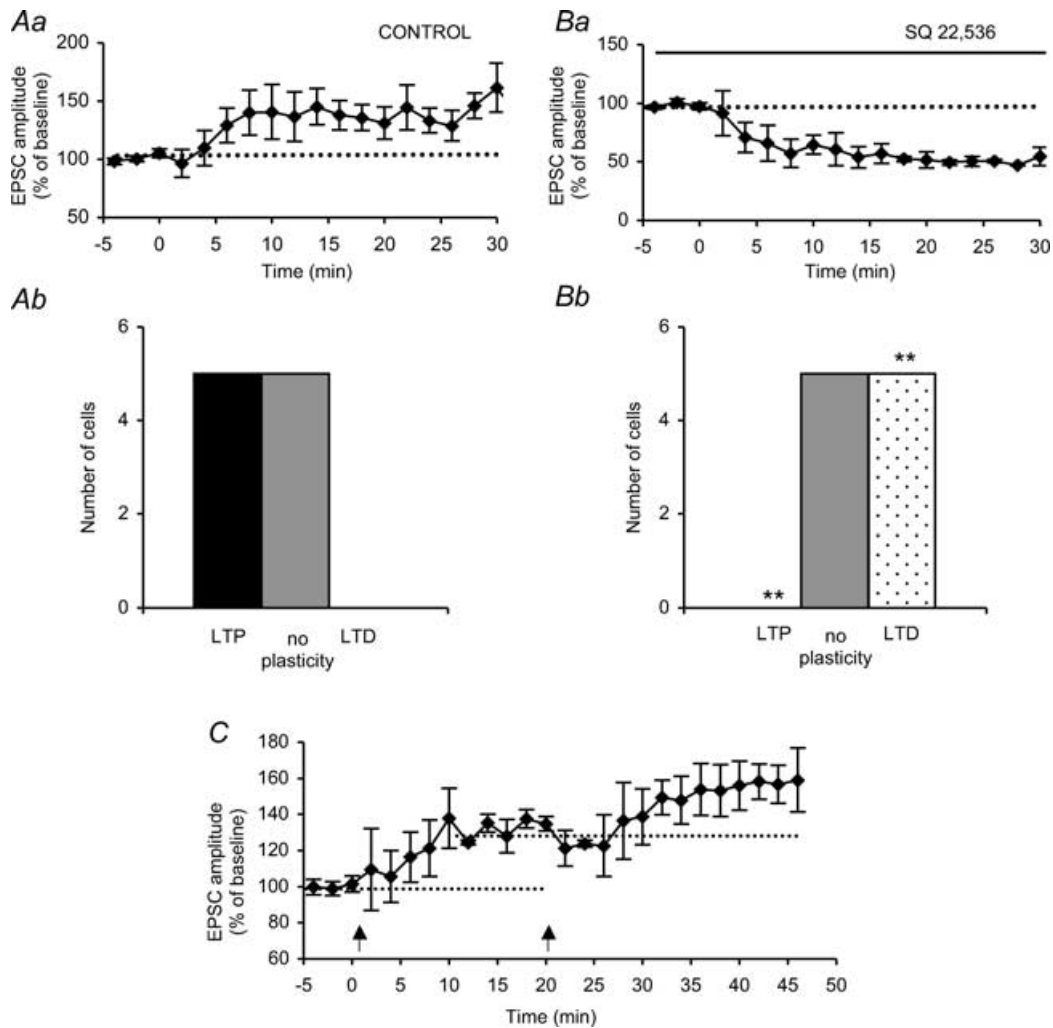 Aa
CONTROL
EPSC amplitude
(% of baseline)
200
150
100
50
-5 0 5 10 15 20 25 30
Time (min)
Ba
SQ 22,536
EPSC amplitude
(% of baseline)
150
100
50
0
-5 0 5 10 15 20 25 30
Time (min)
Ab
Number of cells
6
4
2
0
LTP no LTD
plasticity
Bb
Number of cells
6
4
2
0
**
**
LTP no LTD
plasticity
C
EPSC amplitude
(% of baseline)
180
160
140
120
100
80
60
-5 0 5 10 15 20 25 30 35 40 45 50
Time (min)